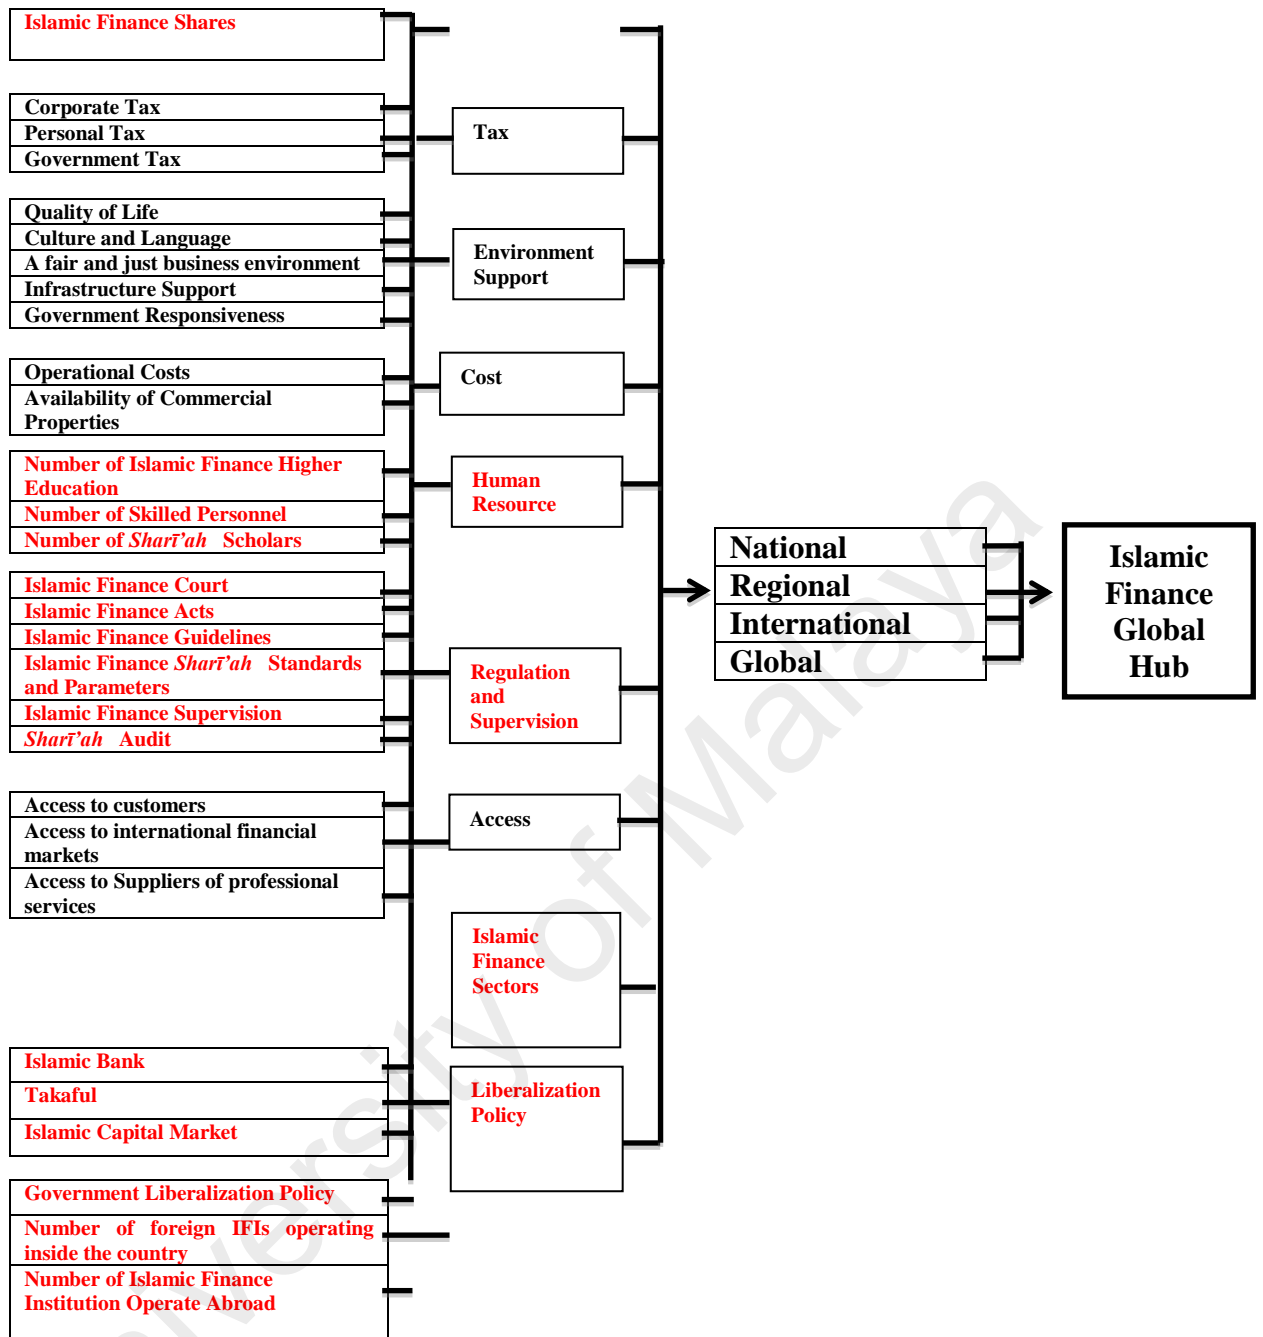 Islamic Finance Shares
Corporate Tax
Personal Tax
Government Tax
Tax
Quality of Life
Culture and Language
A fair and just business environment
Infrastructure Support
Government Responsiveness
Environment
Support
Operational Costs
Availability of Commercial
Properties
Cost
Number of Islamic Finance Higher
Education
Number of Skilled Personnel
Number of Sharī’ah Scholars
Human
Resource
Islamic Finance Court
Islamic Finance Acts
Islamic Finance Guidelines
Islamic Finance Sharī’ah Standards
and Parameters
Islamic Finance Supervision
Sharī’ah Audit
Regulation
and
Supervision
Access to customers
Access to international financial
markets
Access to Suppliers of professional
services
Access
Islamic
Finance
Sectors
Islamic Bank
Takaful
Islamic Capital Market
Liberalization
Policy
Government Liberalization Policy
Number of foreign IFIs operating
inside the country
Number of Islamic Finance
Institution Operate Abroad
National
Regional
International
Global
Islamic
Finance
Global
Hub
University of Malaya